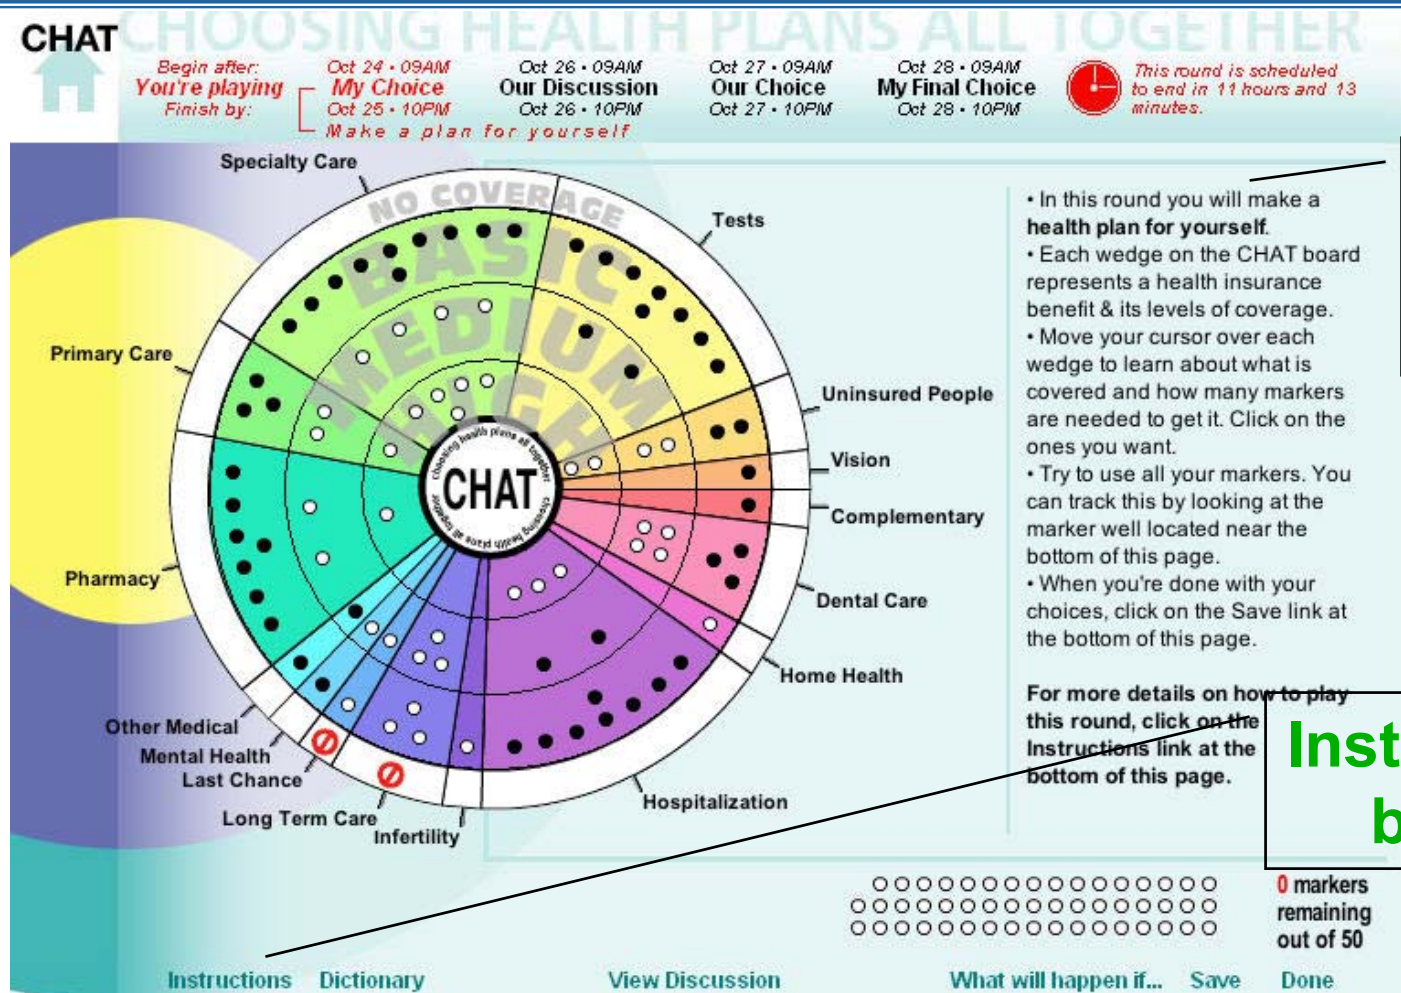 CHOOSING HEALTH PLANS ALL TOGETHER
CHAT
Begin after:
You're playing
Finish by:
Oct 24 • 09AM
My Choice
Oct 25 • 10PM
Make a plan for yourself
Oct 26 • 09AM
Our Discussion
Oct 26 • 10PM
Oct 27 • 09AM
Our Choice
Oct 27 • 10PM
Oct 28 • 09AM
My Final Choice
Oct 28 • 10PM
This round is scheduled
to end in 11 hours and 13
minutes.
Specialty Care
Tests
Primary Care
Uninsured People
Vision
Complementary
Pharmacy
Dental Care
Home Health
Other Medical
Mental Health
Last Chance
Long Term Care
Infertility
Hospitalization
NO COVERAGE
BASIC
MEDIUM
HIGH
choosing health plans all together
CHAT
choosing health plans all together
• In this round you will make a
health plan for yourself.
• Each wedge on the CHAT board
represents a health insurance
benefit & its levels of coverage.
• Move your cursor over each
wedge to learn about what is
covered and how many markers
are needed to get it. Click on the
ones you want.
• Try to use all your markers. You
can track this by looking at the
marker well located near the
bottom of this page.
• When you're done with your
choices, click on the Save link at
the bottom of this page.
For more details on how to play
this round, click on the
Instructions link at the
bottom of this page.
Inst
b
0 markers
remaining
out of 50
Instructions Dictionary View Discussion What will happen if... Save Done